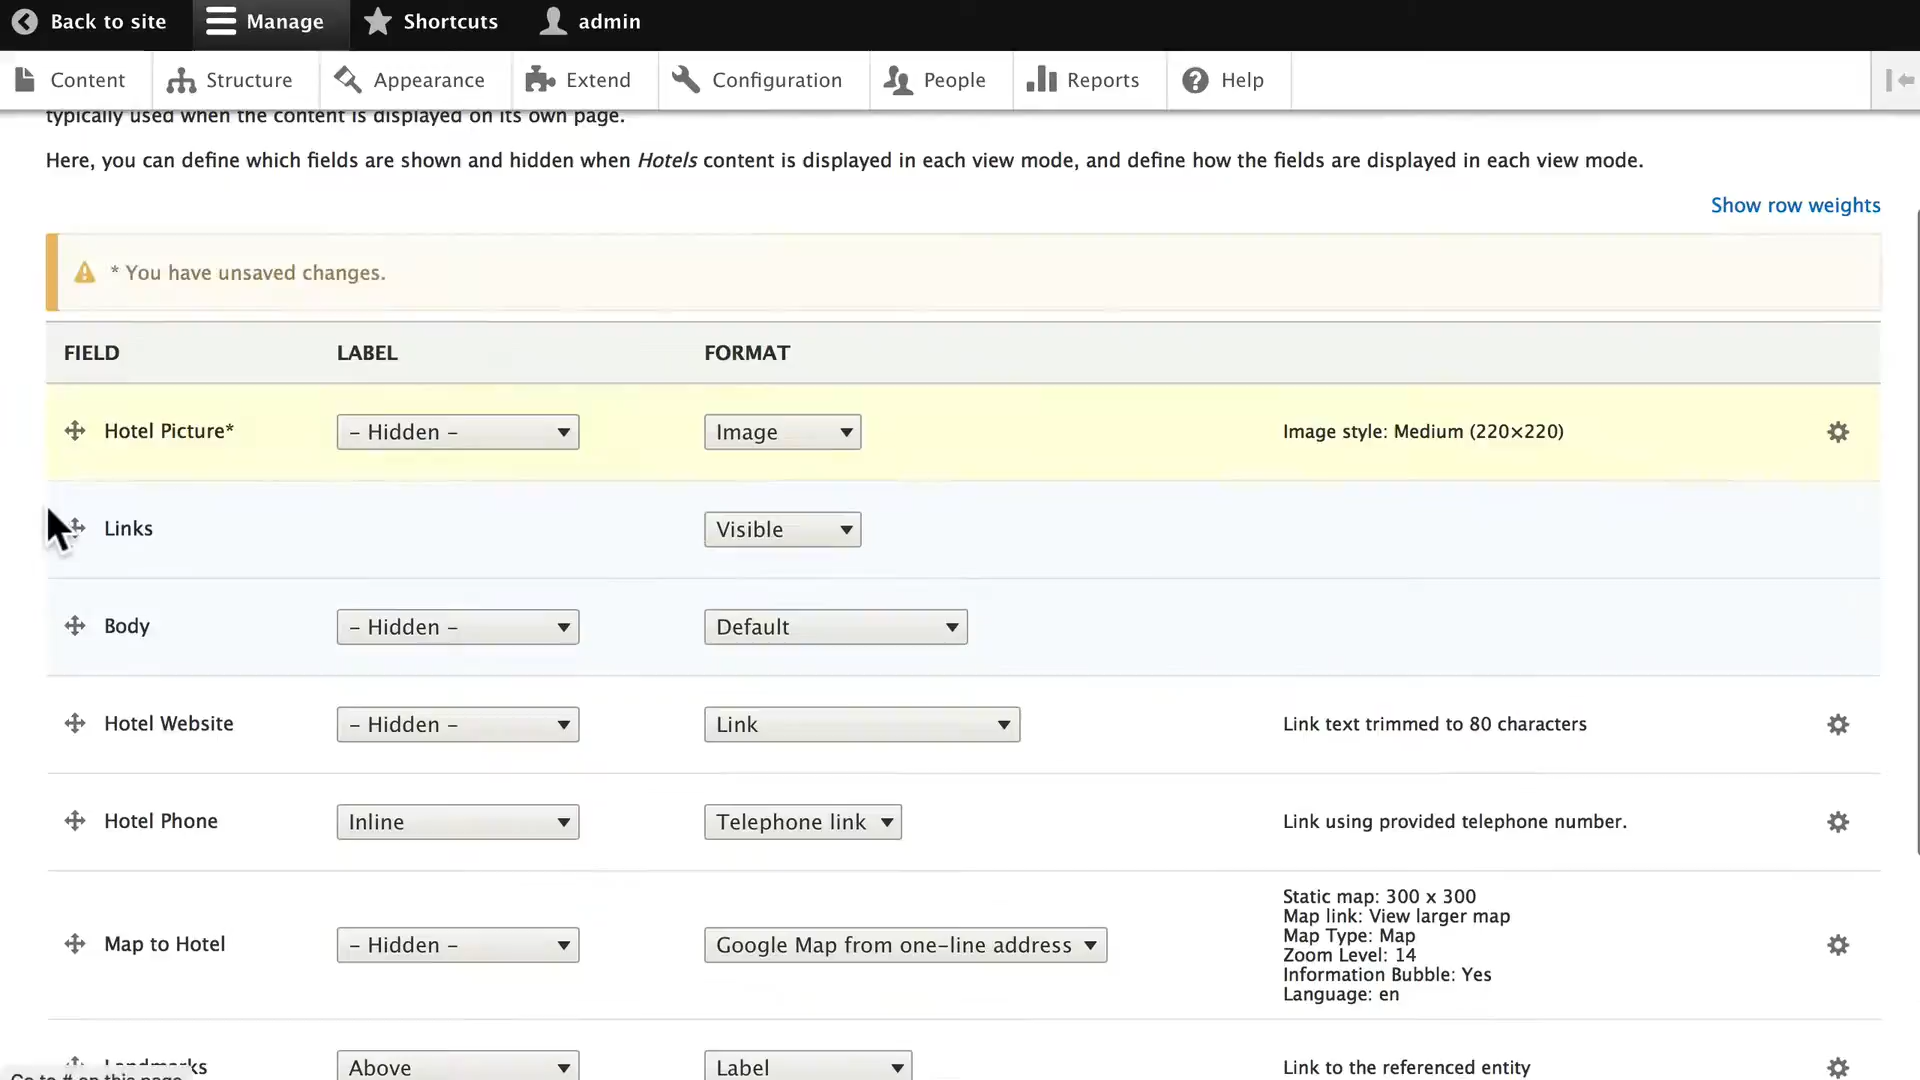 Back to site Manage Shortcuts admin
Content Structure Appearance Extend Configuration People Reports Help
typically used when the content is displayed on its own page.
Here, you can define which fields are shown and hidden when Hotels content is displayed in each view mode, and define how the fields are displayed in each view mode.
Show row weights
* You have unsaved changes.
FIELD LABEL FORMAT
Hotel Picture* - Hidden - Image Image style: Medium (220×220)
Links Visible
Body - Hidden - Default
Hotel Website - Hidden - Link Link text trimmed to 80 characters
Hotel Phone Inline Telephone link Link using provided telephone number.
Map to Hotel - Hidden - Google Map from one-line address
Static map: 300 x 300
Map link: View larger map
Map Type: Map
Zoom Level: 14
Information Bubble: Yes
Language: en
Landmarks Above Label Link to the referenced entity
Go to # on this page